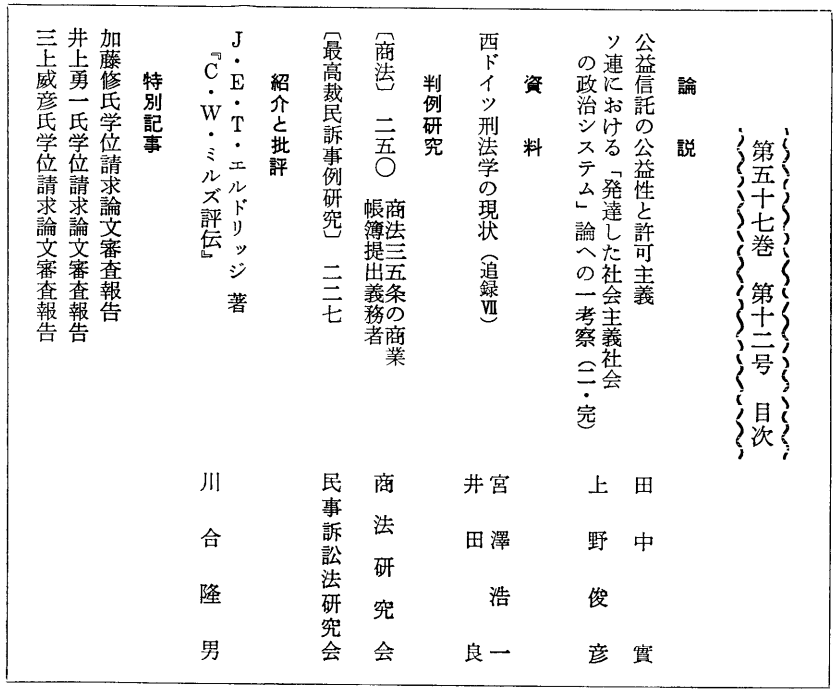 第五十七巻 第十二号 目次
論説
公益信託の公益性と許可主義 田中實
ソ連における「発達した社会主義社会
の政治システム」論への一考察(二・完) 上野俊彦
資料
西ドイツ刑法学の現状(追録Ⅶ) 宮澤浩一
井田良
判例研究
〔商法〕 二五〇 商法三五条の商業
帳簿提出義務者 商法研究会
〔最高裁民訴事例研究〕 二二七 民事訴訟法研究会
紹介と批評
J・E・T・エルドリッジ著
『C・W・ミルズ評伝』 川合隆男
特別記事
加藤修氏学位請求論文審査報告
井上勇一氏学位請求論文審査報告
三上威彦氏学位請求論文審査報告